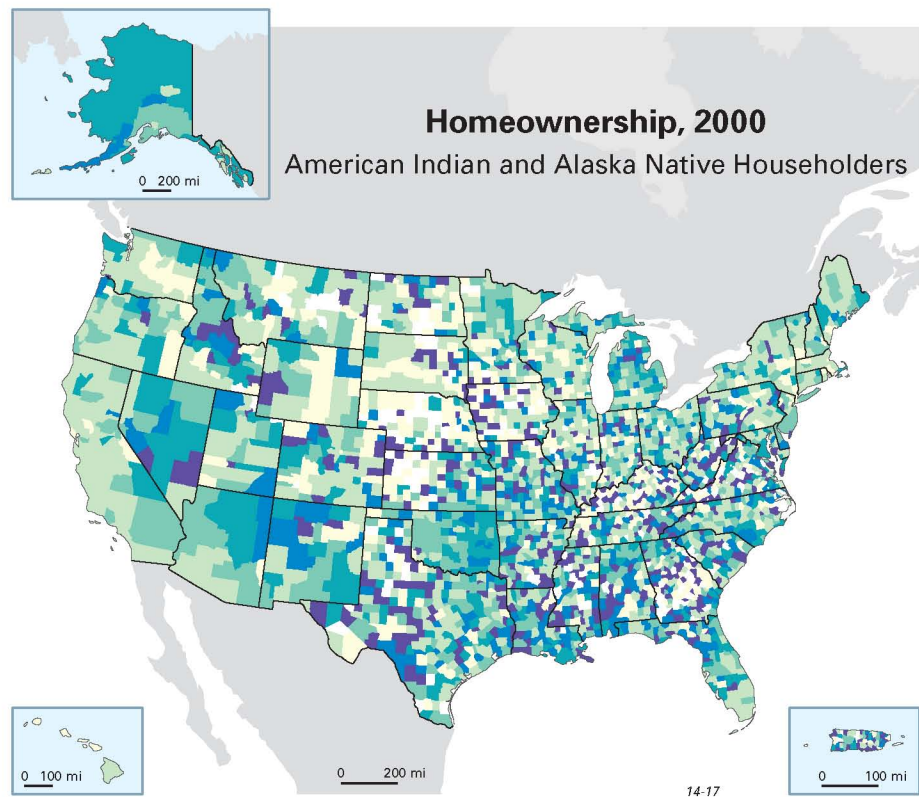 Homeownership, 2000
American Indian and Alaska Native Householders
0 200 mi
0 100 mi
0 200 mi
0 100 mi
14-17